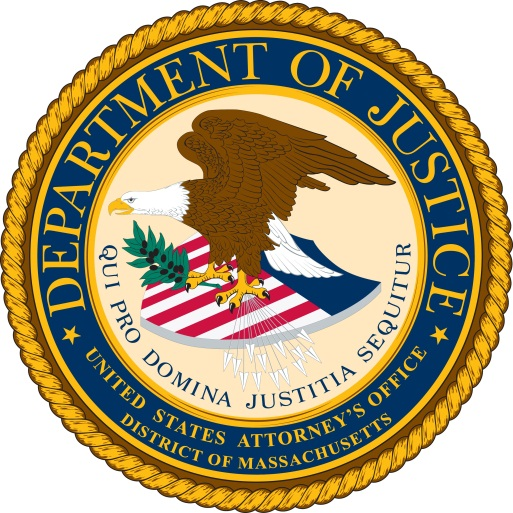 DEPARTMENT OF JUSTICE
QUI PRO DOMINA JUSTITIA SEQUITUR
UNITED STATES ATTORNEY'S OFFICE
DISTRICT OF MASSACHUSETTS